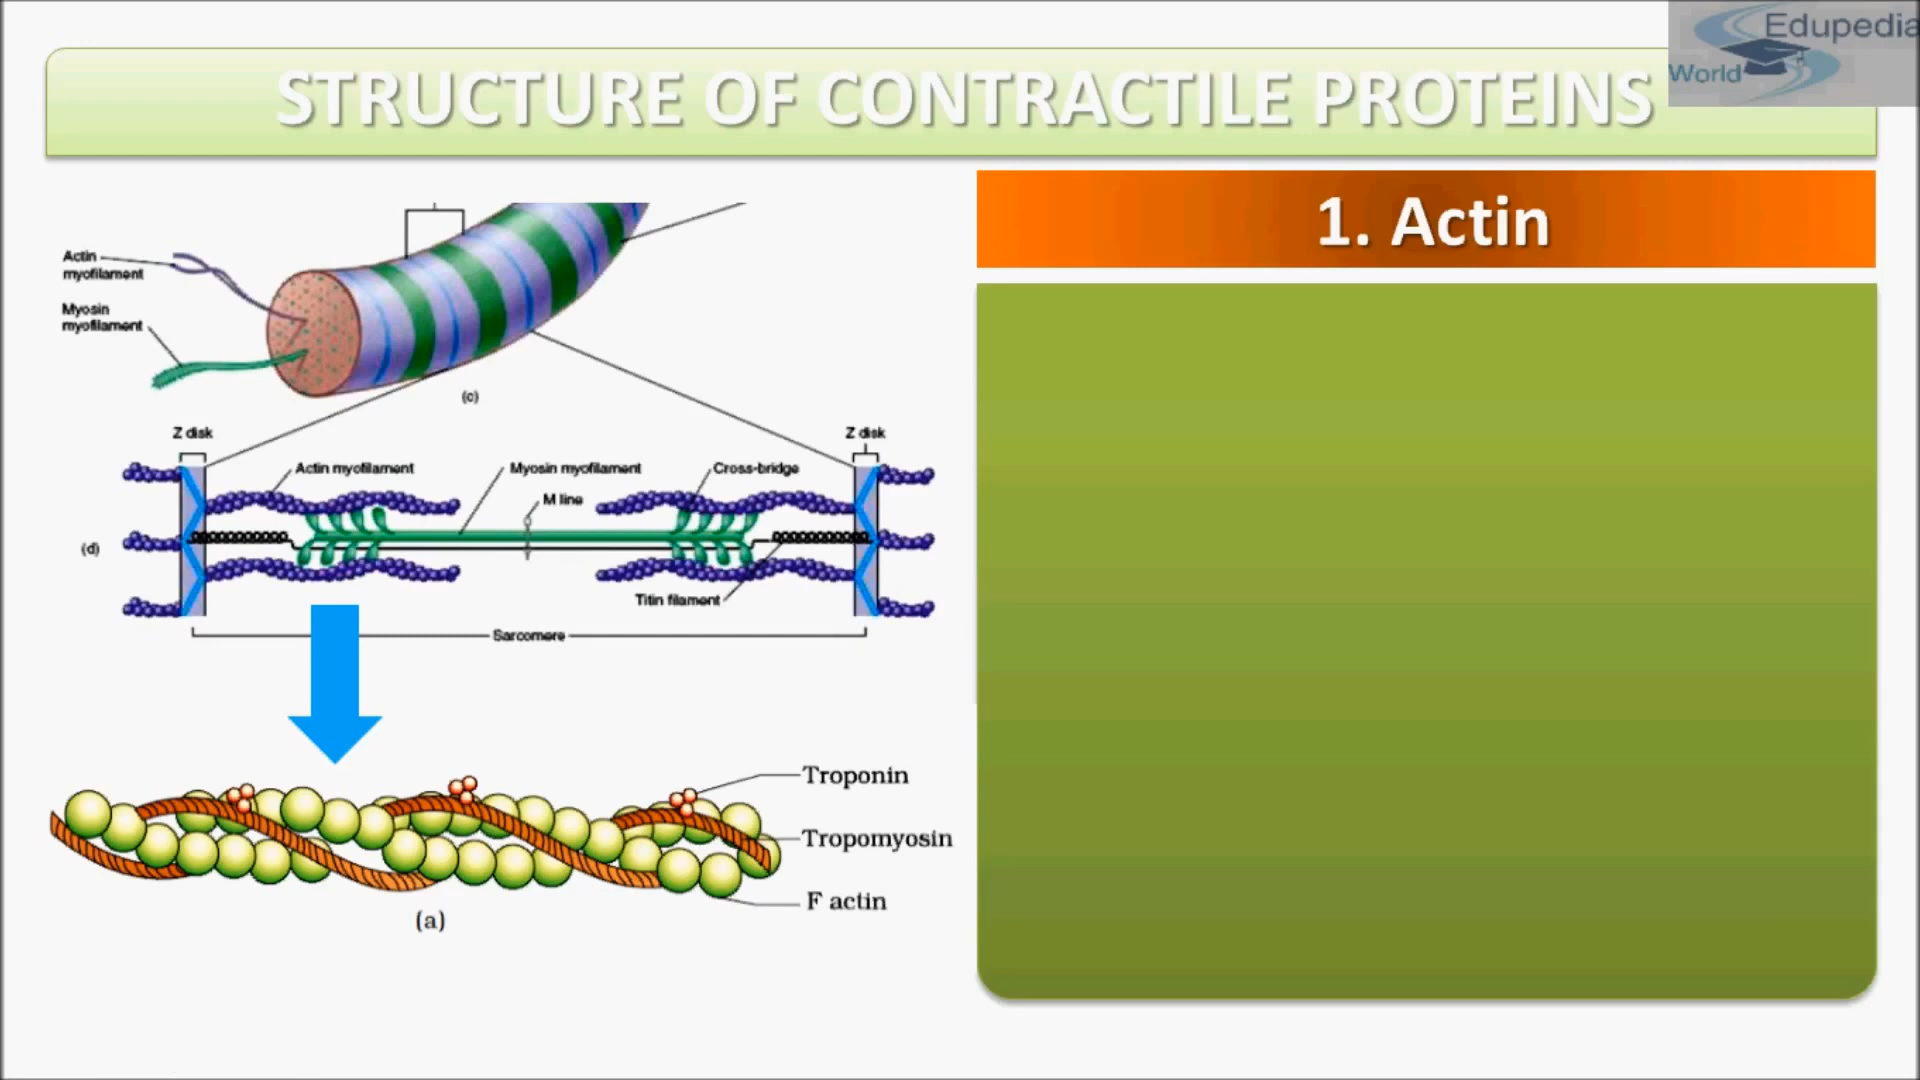 Edupedia
World
STRUCTURE OF CONTRACTILE PROTEINS
1. Actin
Actin
myofilament
Myosin
myofilament
(c)
Z disk
Z disk
Actin myofilament
Myosin myofilament
Cross-bridge
M line
(d)
Titin filament
Sarcomere
Troponin
Tropomyosin
F actin
(a)